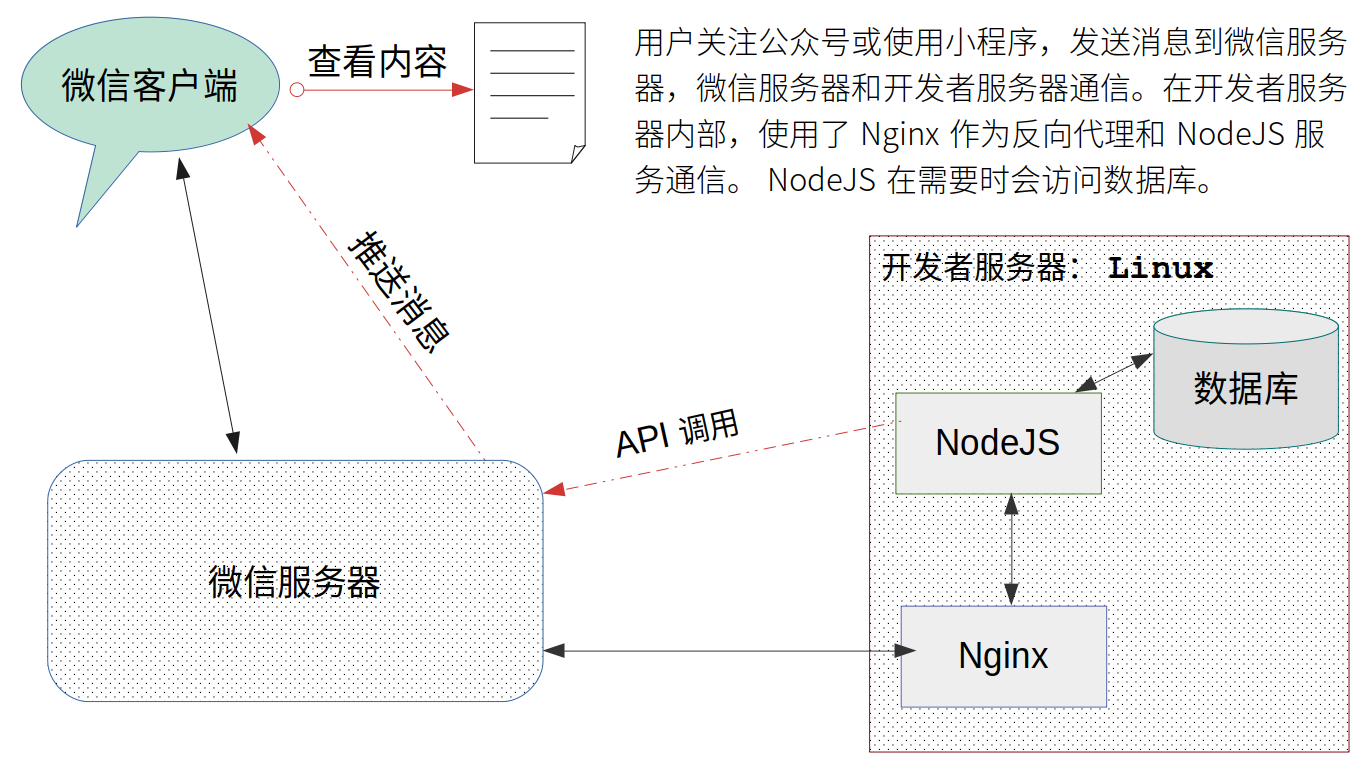 微信客户端
查看内容
用户关注公众号或使用小程序，发送消息到微信服务
器，微信服务器和开发者服务器通信。在开发者服务
器内部，使用了 Nginx 作为反向代理和 NodeJS 服
务通信。 NodeJS 在需要时会访问数据库。
推送消息
开发者服务器： Linux
数据库
API 调用
NodeJS
微信服务器
Nginx